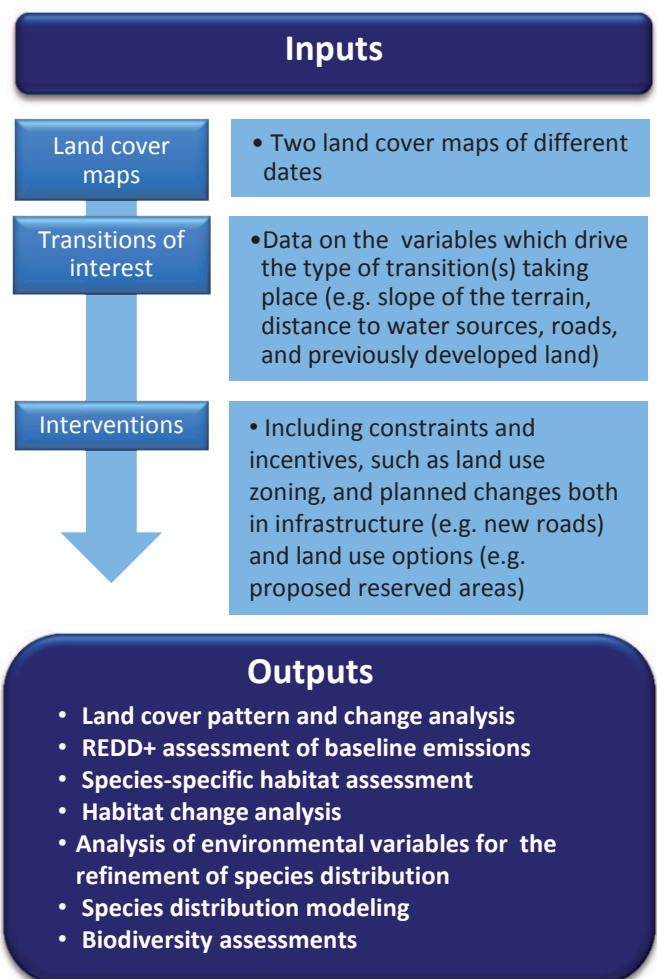 Inputs
Land cover
maps
• Two land cover maps of different
dates
Transitions of
interest
•Data on the variables which drive
the type of transition(s) taking
place (e.g. slope of the terrain,
distance to water sources, roads,
and previously developed land)
Interventions
• Including constraints and
incentives, such as land use
zoning, and planned changes both
in infrastructure (e.g. new roads)
and land use options (e.g.
proposed reserved areas)
Outputs
• Land cover pattern and change analysis
• REDD+ assessment of baseline emissions
• Species-specific habitat assessment
• Habitat change analysis
• Analysis of environmental variables for the
refinement of species distribution
• Species distribution modeling
• Biodiversity assessments